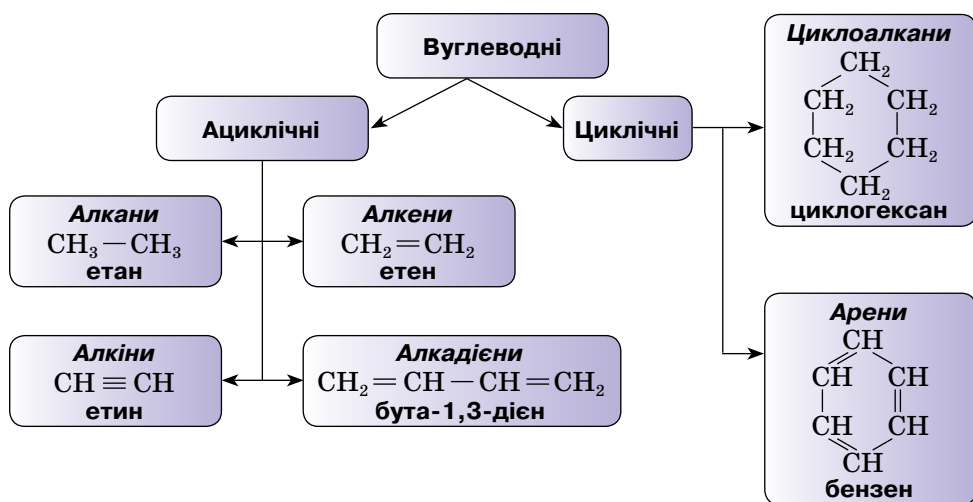 Вуглеводні
Ациклічні
Циклічні
Алкани
CH₃—CH₃
етан
Алкени
CH₂=CH₂
етен
Алкіни
CH≡CH
етин
Алкадієни
CH₂=CH—CH=CH₂
бута-1,3-дієн
Циклоалкани
CH₂
CH₂ CH₂
CH₂ CH₂
CH₂
циклогексан
Арени
CH
CH CH
CH CH
CH
бензен